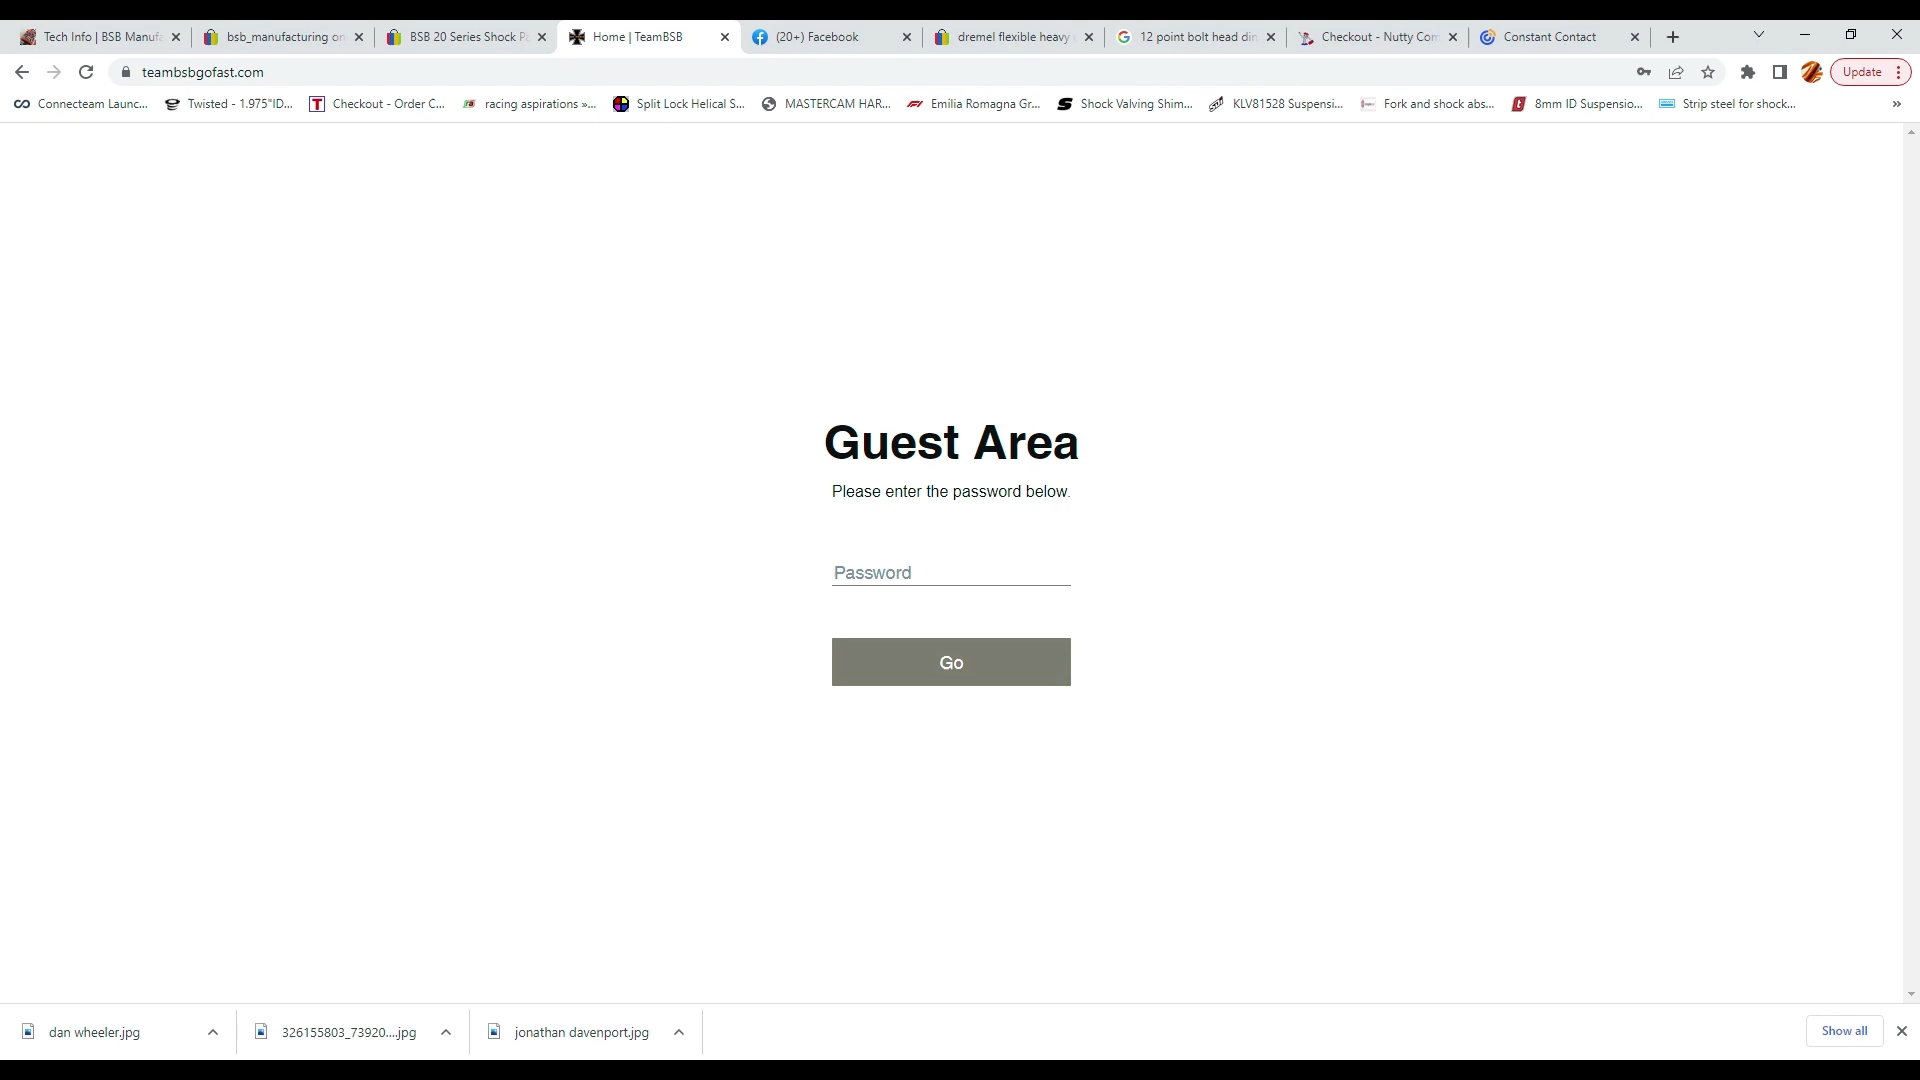 Tech Info | BSB Manufa
bsb_manufacturing on
BSB 20 Series Shock Pa
Home | TeamBSB
(20+) Facebook
dremel flexible heavy
12 point bolt head dim
Checkout - Nutty Com
Constant Contact
teambsbgofast.com
Update
Connecteam Launc...
Twisted - 1.975"ID...
Checkout - Order C...
racing aspirations »...
Split Lock Helical S...
MASTERCAM HAR...
Emilia Romagna Gr...
Shock Valving Shim...
KLV81528 Suspensi...
Fork and shock abs...
8mm ID Suspensio...
Strip steel for shock...
»
Guest Area
Please enter the password below.
Password
Go
dan wheeler.jpg
326155803_73920....jpg
jonathan davenport.jpg
Show all